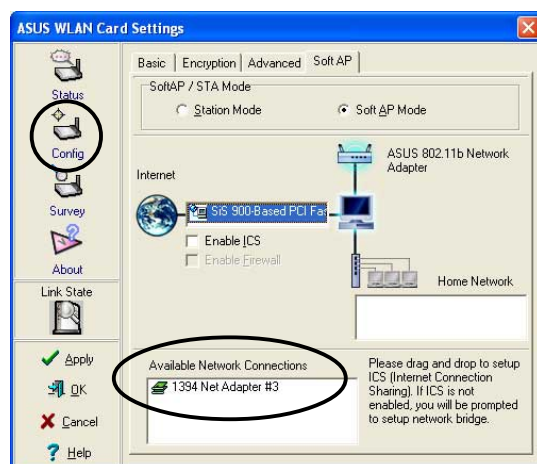 ASUS WLAN Card Settings
Status
Config
Survey
About
Link State
Apply
OK
Cancel
Help
Basic
Encryption
Advanced
Soft AP
SoftAP / STA Mode
Station Mode
Soft AP Mode
Internet
ASUS 802.11b Network
Adapter
SiS 900-Based PCI Fas
Enable ICS
Enable Firewall
Home Network
Available Network Connections
1394 Net Adapter #3
Please drag and drop to setup
ICS (Internet Connection
Sharing). If ICS is not
enabled, you will be prompted
to setup network bridge.